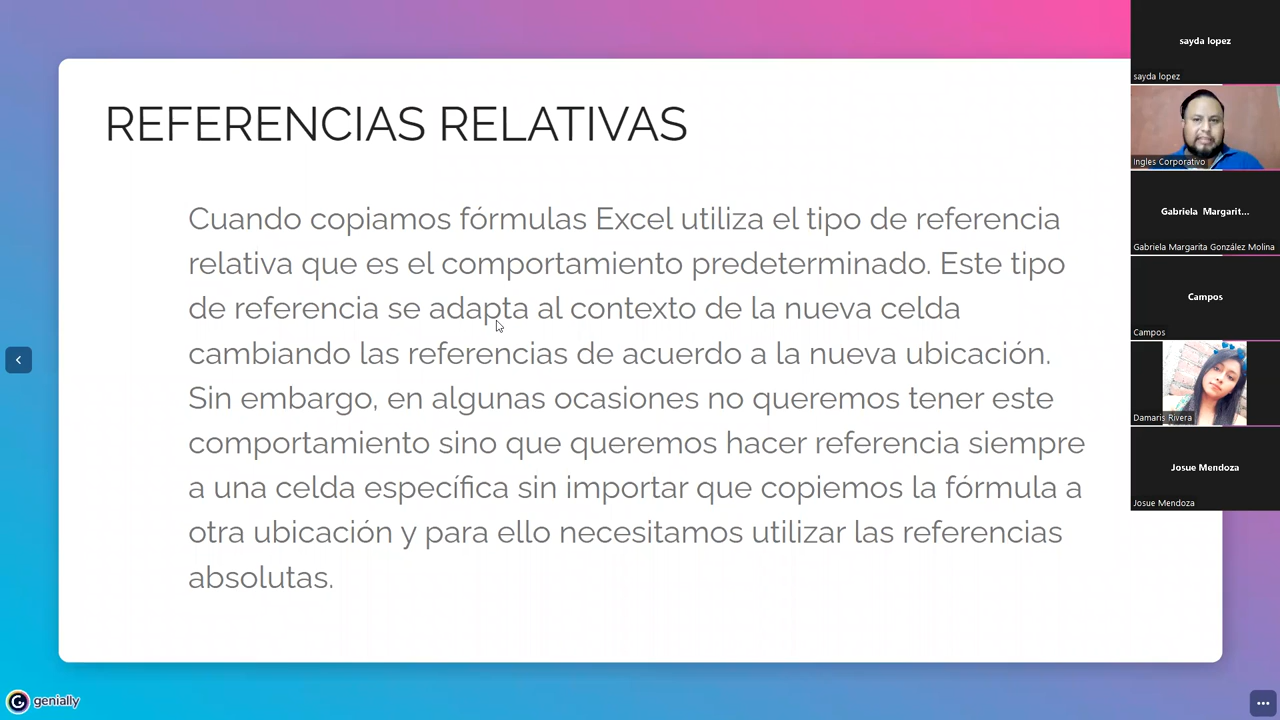 REFERENCIAS RELATIVAS
Cuando copiamos fórmulas Excel utiliza el tipo de referencia
relativa que es el comportamiento predeterminado. Este tipo
de referencia se adapta al contexto de la nueva celda
cambiando las referencias de acuerdo a la nueva ubicación.
Sin embargo, en algunas ocasiones no queremos tener este
comportamiento sino que queremos hacer referencia siempre
a una celda específica sin importar que copiemos la fórmula a
otra ubicación y para ello necesitamos utilizar las referencias
absolutas.
genially
sayda lopez
sayda lopez
Ingles Corporativo
Gabriela Margarit...
Gabriela Margarita González Molina
Campos
Campos
Damaris Rivera
Josue Mendoza
Josue Mendoza